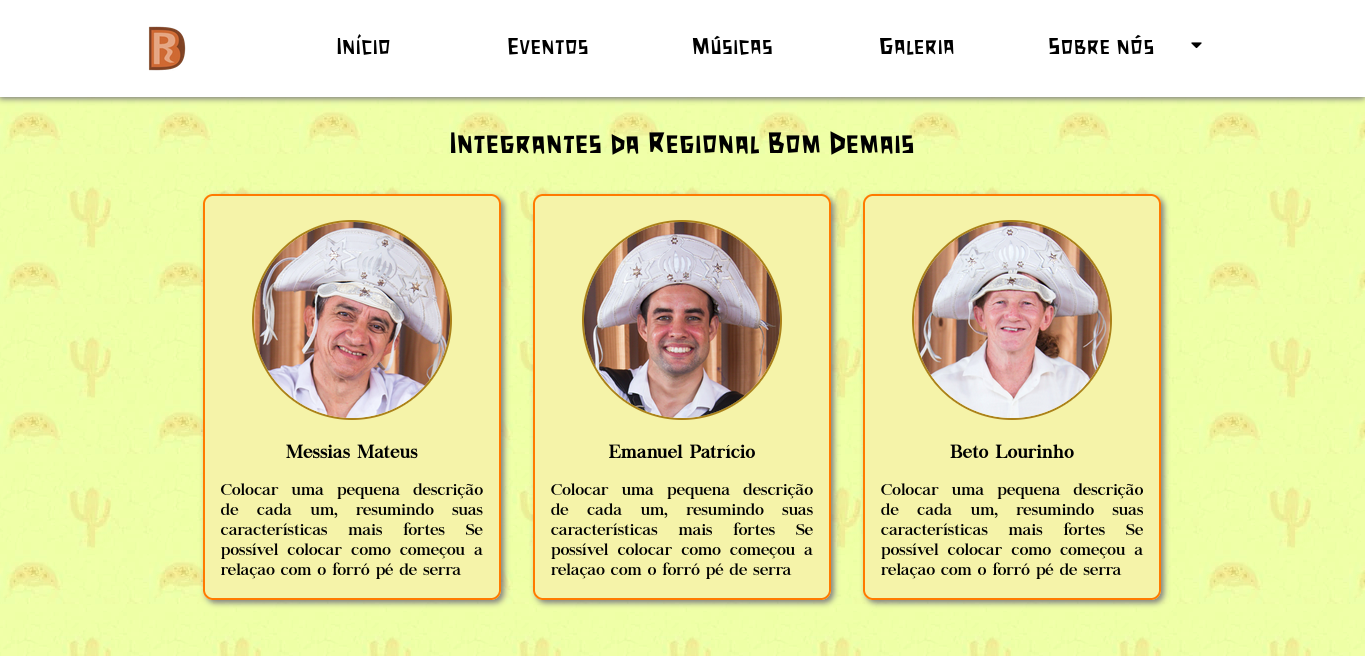 Início Eventos Músicas Galeria Sobre nós
Integrantes da Regional Bom Demais
Messias Mateus
Colocar uma pequena descrição
de cada um, resumindo suas
características mais fortes Se
possível colocar como começou a
relaçao com o forró pé de serra
Emanuel Patrício
Colocar uma pequena descrição
de cada um, resumindo suas
características mais fortes Se
possível colocar como começou a
relaçao com o forró pé de serra
Beto Lourinho
Colocar uma pequena descrição
de cada um, resumindo suas
características mais fortes Se
possível colocar como começou a
relaçao com o forró pé de serra